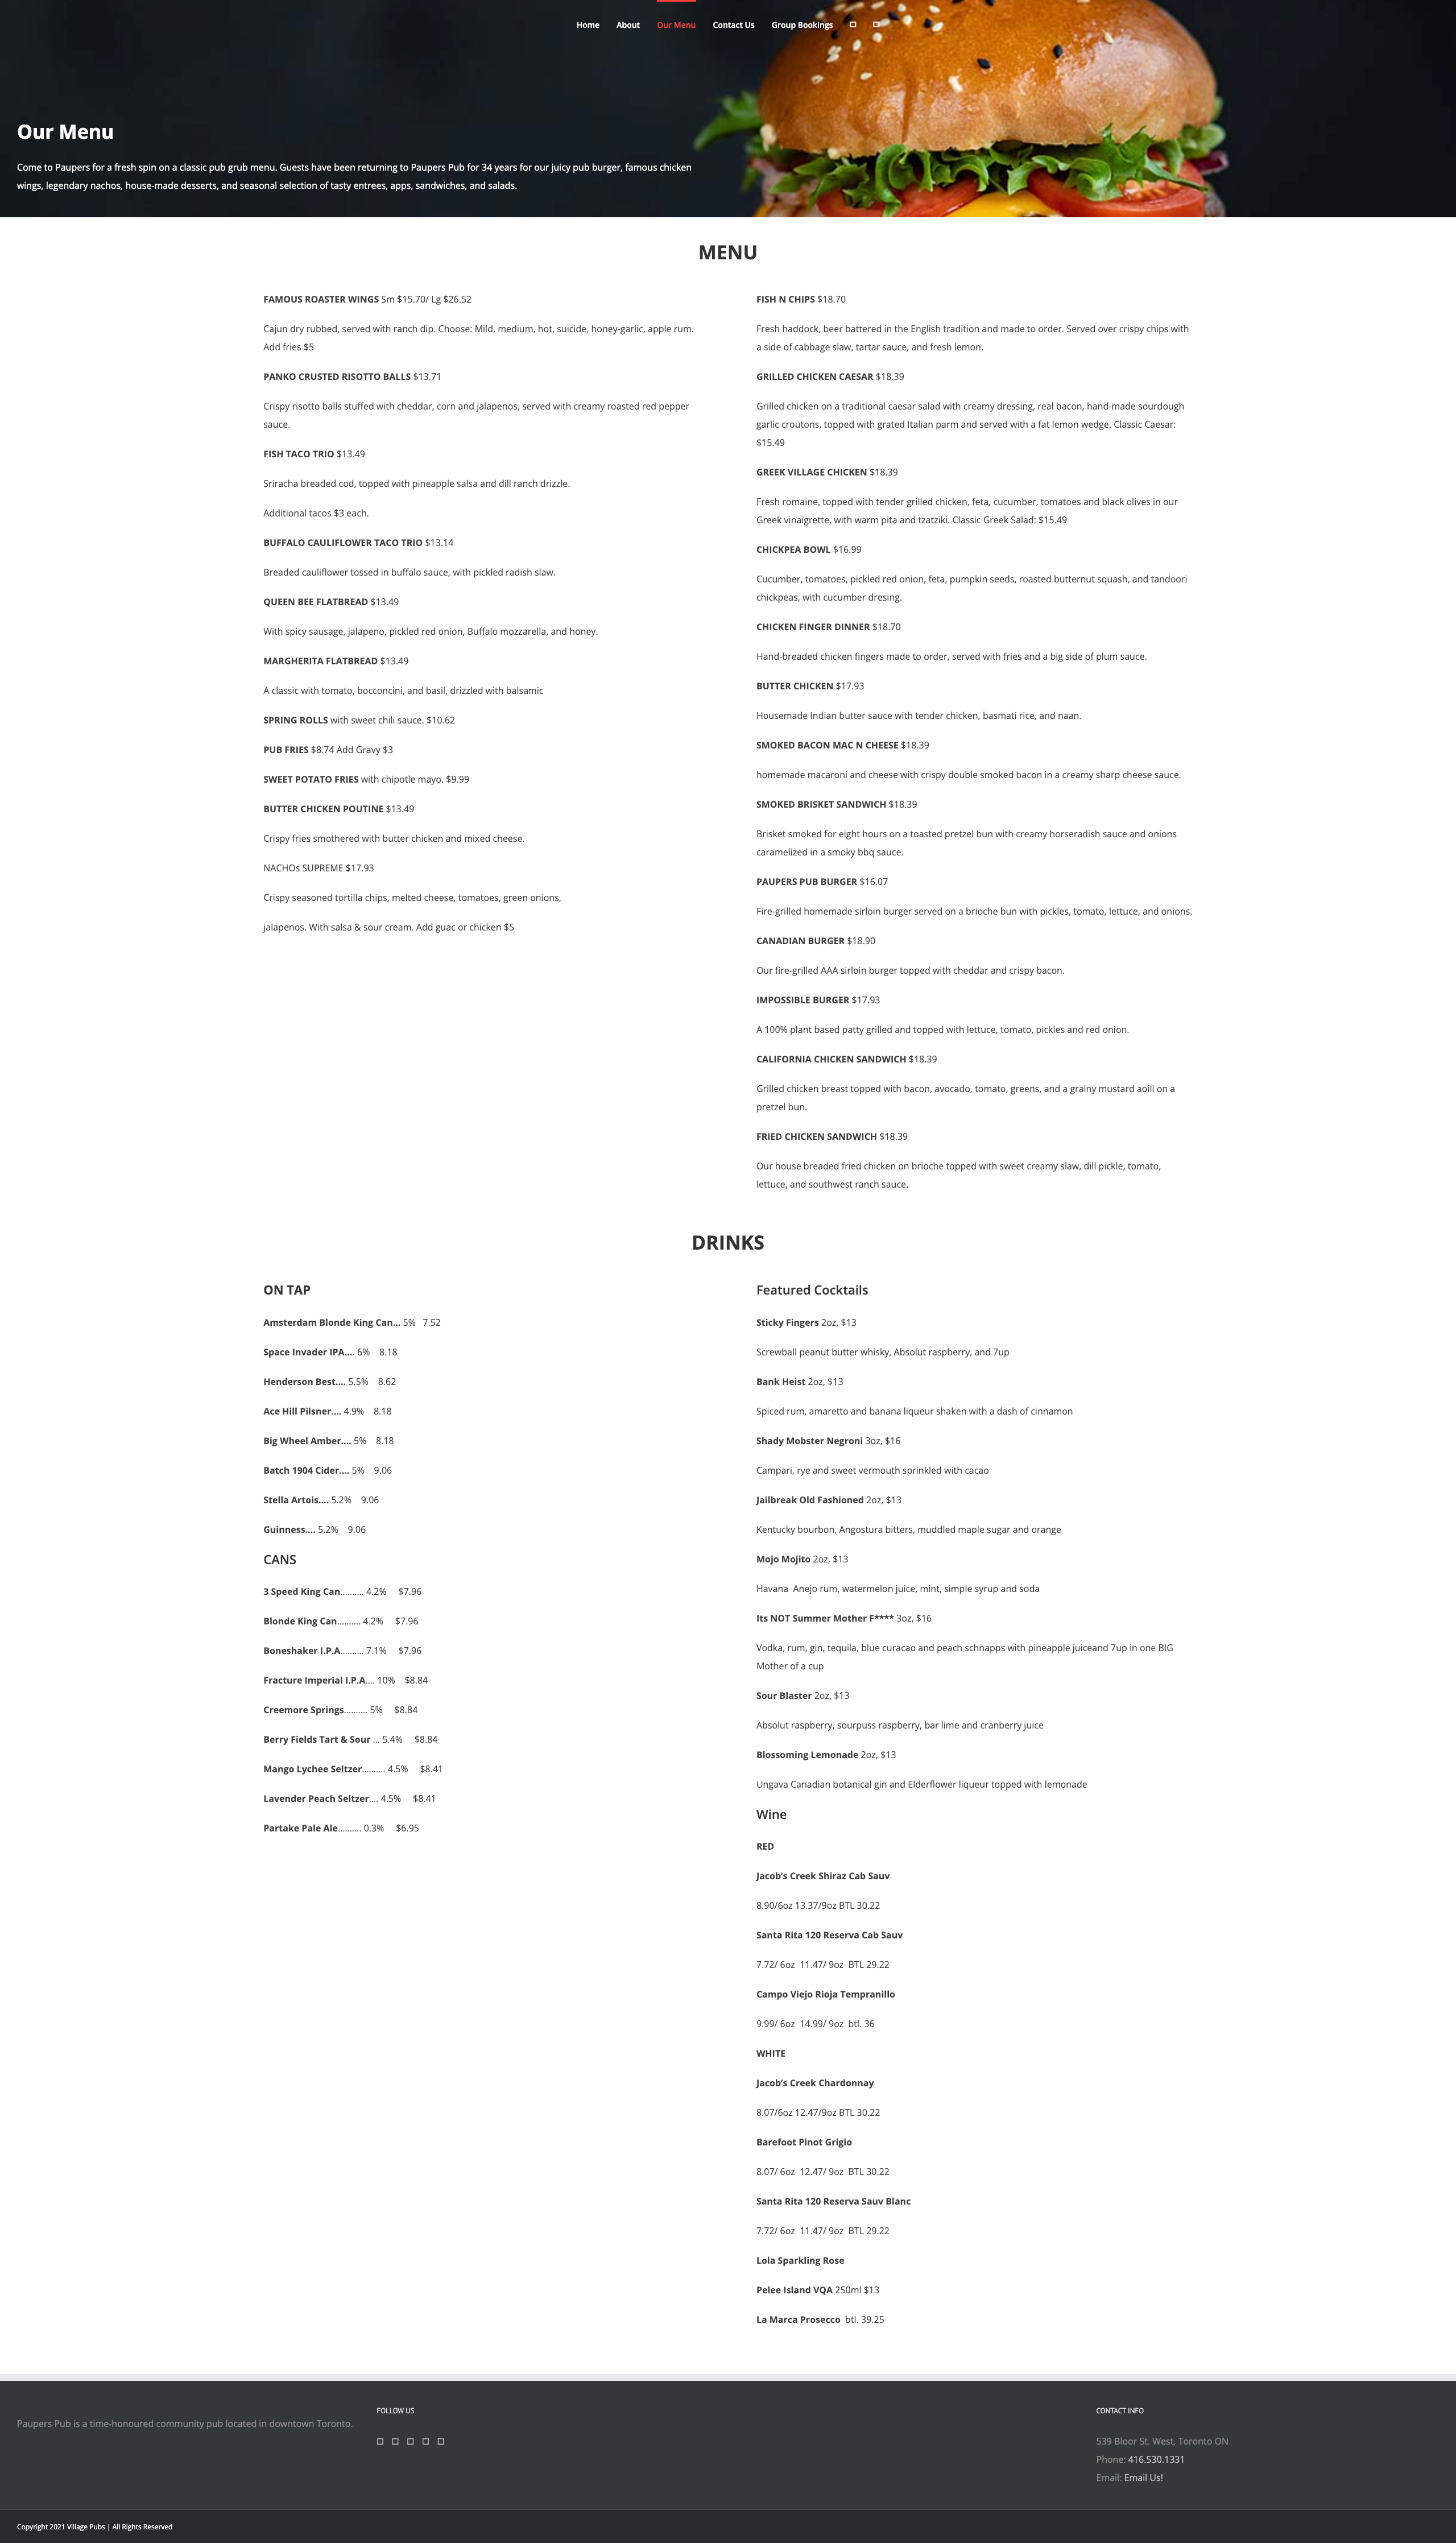 Home About Our Menu Contact Us Group Bookings
Our Menu
Come to Paupers for a fresh spin on a classic pub grub menu. Guests have been returning to Paupers Pub for 34 years for our juicy pub burger, famous chicken
wings, legendary nachos, house-made desserts, and seasonal selection of tasty entrees, apps, sandwiches, and salads.
MENU
FAMOUS ROASTER WINGS Sm $15.70/ Lg $26.52
Cajun dry rubbed, served with ranch dip. Choose: Mild, medium, hot, suicide, honey-garlic, apple rum.
Add fries $5
PANKO CRUSTED RISOTTO BALLS $13.71
Crispy risotto balls stuffed with cheddar, corn and jalapenos, served with creamy roasted red pepper
sauce.
FISH TACO TRIO $13.49
Sriracha breaded cod, topped with pineapple salsa and dill ranch drizzle.
Additional tacos $3 each.
BUFFALO CAULIFLOWER TACO TRIO $13.14
Breaded cauliflower tossed in buffalo sauce, with pickled radish slaw.
QUEEN BEE FLATBREAD $13.49
With spicy sausage, jalapeno, pickled red onion, Buffalo mozzarella, and honey.
MARGHERITA FLATBREAD $13.49
A classic with tomato, bocconcini, and basil, drizzled with balsamic
SPRING ROLLS with sweet chili sauce. $10.62
PUB FRIES $8.74 Add Gravy $3
SWEET POTATO FRIES with chipotle mayo. $9.99
BUTTER CHICKEN POUTINE $13.49
Crispy fries smothered with butter chicken and mixed cheese.
NACHOs SUPREME $17.93
Crispy seasoned tortilla chips, melted cheese, tomatoes, green onions,
jalapenos. With salsa & sour cream. Add guac or chicken $5
FISH N CHIPS $18.70
Fresh haddock, beer battered in the English tradition and made to order. Served over crispy chips with
a side of cabbage slaw, tartar sauce, and fresh lemon.
GRILLED CHICKEN CAESAR $18.39
Grilled chicken on a traditional caesar salad with creamy dressing, real bacon, hand-made sourdough
garlic croutons, topped with grated Italian parm and served with a fat lemon wedge. Classic Caesar:
$15.49
GREEK VILLAGE CHICKEN $18.39
Fresh romaine, topped with tender grilled chicken, feta, cucumber, tomatoes and black olives in our
Greek vinaigrette, with warm pita and tzatziki. Classic Greek Salad: $15.49
CHICKPEA BOWL $16.99
Cucumber, tomatoes, pickled red onion, feta, pumpkin seeds, roasted butternut squash, and tandoori
chickpeas, with cucumber dresing.
CHICKEN FINGER DINNER $18.70
Hand-breaded chicken fingers made to order, served with fries and a big side of plum sauce.
BUTTER CHICKEN $17.93
Housemade Indian butter sauce with tender chicken, basmati rice, and naan.
SMOKED BACON MAC N CHEESE $18.39
homemade macaroni and cheese with crispy double smoked bacon in a creamy sharp cheese sauce.
SMOKED BRISKET SANDWICH $18.39
Brisket smoked for eight hours on a toasted pretzel bun with creamy horseradish sauce and onions
caramelized in a smoky bbq sauce.
PAUPERS PUB BURGER $16.07
Fire-grilled homemade sirloin burger served on a brioche bun with pickles, tomato, lettuce, and onions.
CANADIAN BURGER $18.90
Our fire-grilled AAA sirloin burger topped with cheddar and crispy bacon.
IMPOSSIBLE BURGER $17.93
A 100% plant based patty grilled and topped with lettuce, tomato, pickles and red onion.
CALIFORNIA CHICKEN SANDWICH $18.39
Grilled chicken breast topped with bacon, avocado, tomato, greens, and a grainy mustard aoili on a
pretzel bun.
FRIED CHICKEN SANDWICH $18.39
Our house breaded fried chicken on brioche topped with sweet creamy slaw, dill pickle, tomato,
lettuce, and southwest ranch sauce.
DRINKS
ON TAP
Amsterdam Blonde King Can... 5% 7.52
Space Invader IPA.... 6% 8.18
Henderson Best.... 5.5% 8.62
Ace Hill Pilsner.... 4.9% 8.18
Big Wheel Amber.... 5% 8.18
Batch 1904 Cider.... 5% 9.06
Stella Artois.... 5.2% 9.06
Guinness.... 5.2% 9.06
CANS
3 Speed King Can.......... 4.2% $7.96
Blonde King Can.......... 4.2% $7.96
Boneshaker I.P.A.......... 7.1% $7.96
Fracture Imperial I.P.A.... 10% $8.84
Creemore Springs.......... 5% $8.84
Berry Fields Tart & Sour ... 5.4% $8.84
Mango Lychee Seltzer.......... 4.5% $8.41
Lavender Peach Seltzer.... 4.5% $8.41
Partake Pale Ale.......... 0.3% $6.95
Featured Cocktails
Sticky Fingers 2oz, $13
Screwball peanut butter whisky, Absolut raspberry, and 7up
Bank Heist 2oz, $13
Spiced rum, amaretto and banana liqueur shaken with a dash of cinnamon
Shady Mobster Negroni 3oz, $16
Campari, rye and sweet vermouth sprinkled with cacao
Jailbreak Old Fashioned 2oz, $13
Kentucky bourbon, Angostura bitters, muddled maple sugar and orange
Mojo Mojito 2oz, $13
Havana Anejo rum, watermelon juice, mint, simple syrup and soda
Its NOT Summer Mother F**** 3oz, $16
Vodka, rum, gin, tequila, blue curacao and peach schnapps with pineapple juiceand 7up in one BIG
Mother of a cup
Sour Blaster 2oz, $13
Absolut raspberry, sourpuss raspberry, bar lime and cranberry juice
Blossoming Lemonade 2oz, $13
Ungava Canadian botanical gin and Elderflower liqueur topped with lemonade
Wine
RED
Jacob's Creek Shiraz Cab Sauv
8.90/6oz 13.37/9oz BTL 30.22
Santa Rita 120 Reserva Cab Sauv
7.72/ 6oz 11.47/ 9oz BTL 29.22
Campo Viejo Rioja Tempranillo
9.99/ 6oz 14.99/ 9oz btl. 36
WHITE
Jacob's Creek Chardonnay
8.07/6oz 12.47/9oz BTL 30.22
Barefoot Pinot Grigio
8.07/ 6oz 12.47/ 9oz BTL 30.22
Santa Rita 120 Reserva Sauv Blanc
7.72/ 6oz 11.47/ 9oz BTL 29.22
Lola Sparkling Rose
Pelee Island VQA 250ml $13
La Marca Prosecco btl. 39.25
Paupers Pub is a time-honoured community pub located in downtown Toronto.
FOLLOW US
CONTACT INFO
539 Bloor St. West, Toronto ON
Phone: 416.530.1331
Email: Email Us!
Copyright 2021 Village Pubs | All Rights Reserved